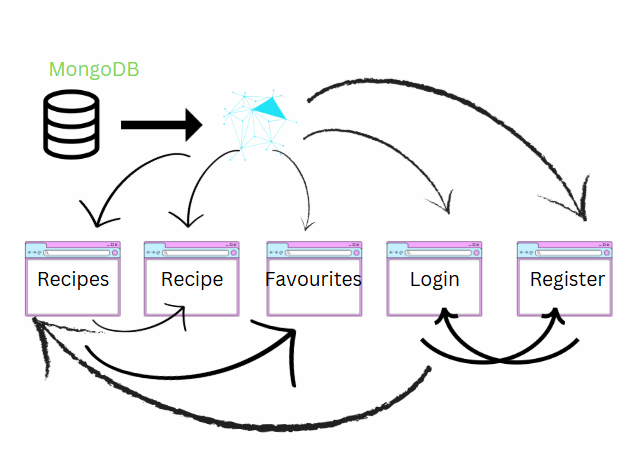 MongoDB
Recipes
Recipe
Favourites
Login
Register